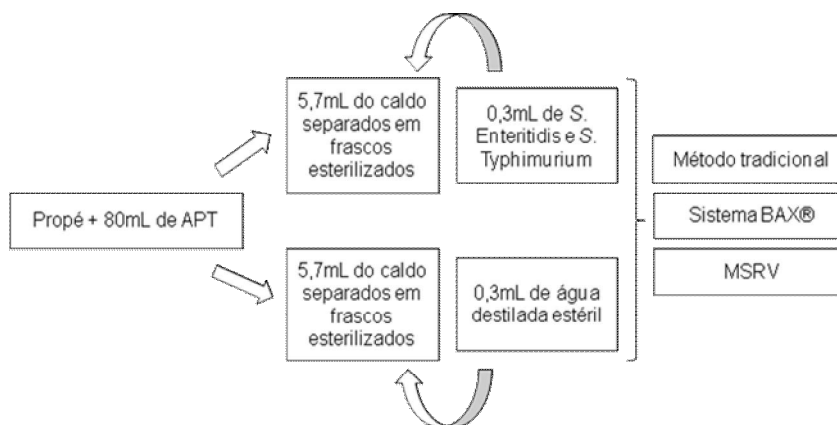 Propé + 80mL de APT
5,7mL do caldo
separados em
frascos
esterilizados
0,3mL de S.
Enteritidis e S.
Typhimurium
5,7mL do caldo
separados em
frascos
esterilizados
0,3mL de água
destilada estéril
Método tradicional
Sistema BAX®
MSRV